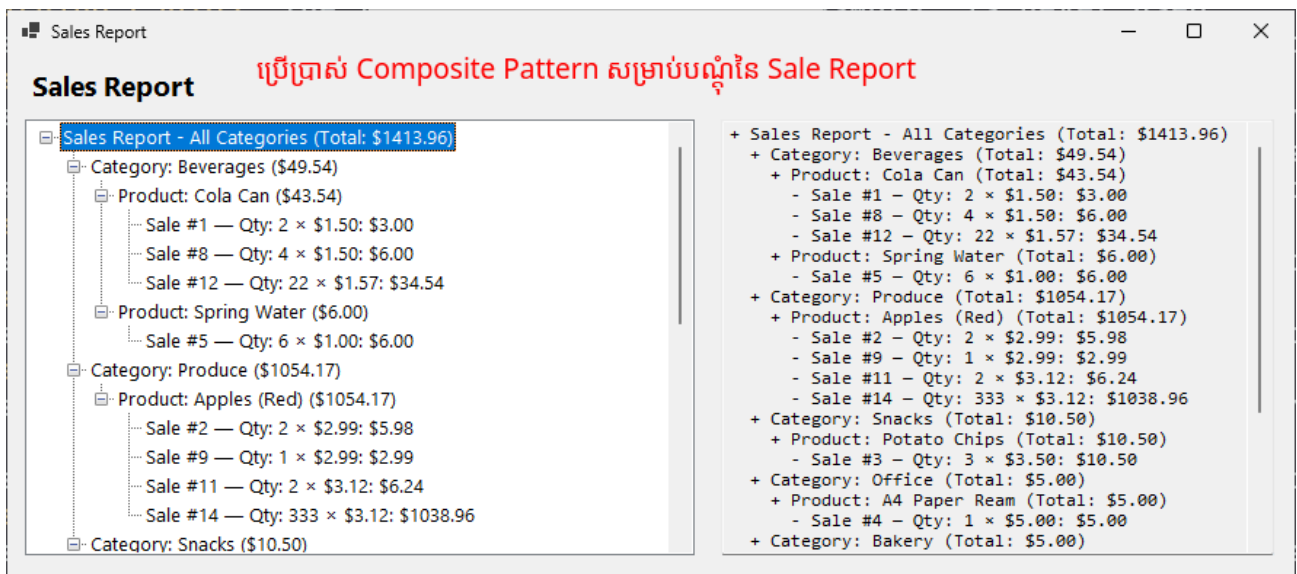 Sales Report
Sales Report
ប្រើប្រាស់ Composite Pattern សម្រាប់បណ្ដុំនៃ Sale Report
Sales Report - All Categories (Total: $1413.96)
Category: Beverages ($49.54)
Product: Cola Can ($43.54)
Sale #1 — Qty: 2 × $1.50: $3.00
Sale #8 — Qty: 4 × $1.50: $6.00
Sale #12 — Qty: 22 × $1.57: $34.54
Product: Spring Water ($6.00)
Sale #5 — Qty: 6 × $1.00: $6.00
Category: Produce ($1054.17)
Product: Apples (Red) ($1054.17)
Sale #2 — Qty: 2 × $2.99: $5.98
Sale #9 — Qty: 1 × $2.99: $2.99
Sale #11 — Qty: 2 × $3.12: $6.24
Sale #14 — Qty: 333 × $3.12: $1038.96
Category: Snacks ($10.50)
+ Sales Report - All Categories (Total: $1413.96)
+ Category: Beverages (Total: $49.54)
+ Product: Cola Can (Total: $43.54)
- Sale #1 — Qty: 2 × $1.50: $3.00
- Sale #8 — Qty: 4 × $1.50: $6.00
- Sale #12 — Qty: 22 × $1.57: $34.54
+ Product: Spring Water (Total: $6.00)
- Sale #5 — Qty: 6 × $1.00: $6.00
+ Category: Produce (Total: $1054.17)
+ Product: Apples (Red) (Total: $1054.17)
- Sale #2 — Qty: 2 × $2.99: $5.98
- Sale #9 — Qty: 1 × $2.99: $2.99
- Sale #11 — Qty: 2 × $3.12: $6.24
- Sale #14 — Qty: 333 × $3.12: $1038.96
+ Category: Snacks (Total: $10.50)
+ Product: Potato Chips (Total: $10.50)
- Sale #3 — Qty: 3 × $3.50: $10.50
+ Category: Office (Total: $5.00)
+ Product: A4 Paper Ream (Total: $5.00)
- Sale #4 — Qty: 1 × $5.00: $5.00
+ Category: Bakery (Total: $5.00)